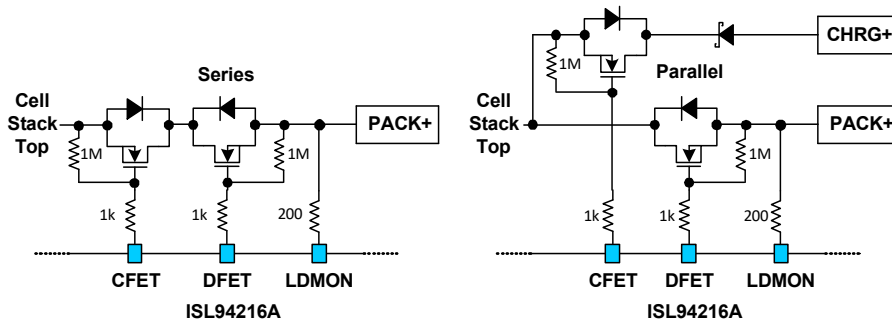 Series
Cell
Stack
Top
1M
1M
PACK+
1k
1k
200
CFET
DFET
LDMON
ISL94216A
CHRG+
1M
Parallel
Cell
Stack
Top
PACK+
1M
1k
1k
200
CFET
DFET
LDMON
ISL94216A